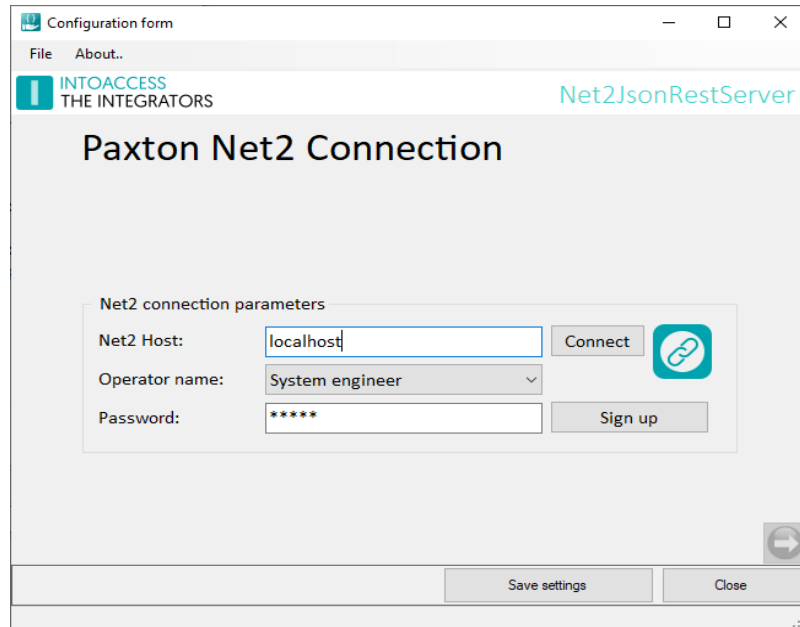 Configuration form
File About..
INTOACCESS
THE INTEGRATORS
Net2JsonRestServer
Paxton Net2 Connection
Net2 connection parameters
Net2 Host: localhost Connect
Operator name: System engineer
Password: ***** Sign up
Save settings Close